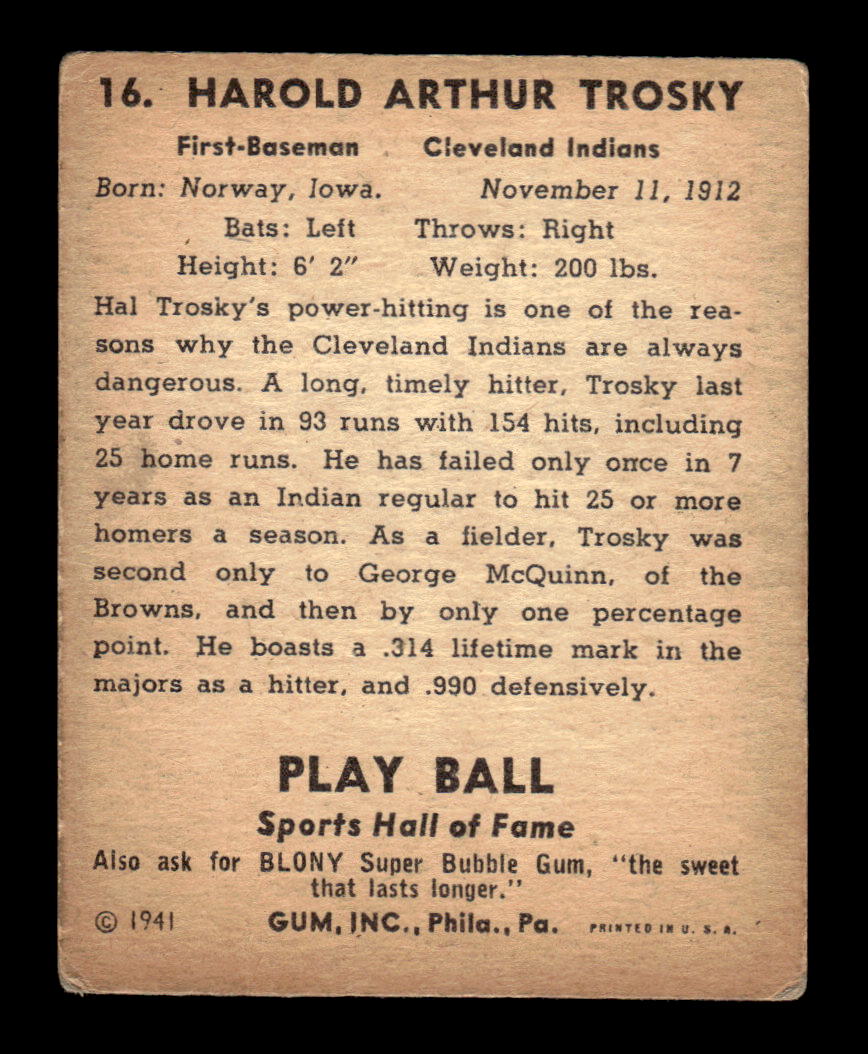 16. HAROLD ARTHUR TROSKY
First-Baseman Cleveland Indians
Born: Norway, Iowa. November 11, 1912
Bats: Left Throws: Right
Height: 6' 2" Weight: 200 lbs.
Hal Trosky's power-hitting is one of the rea-
sons why the Cleveland Indians are always
dangerous. A long, timely hitter, Trosky last
year drove in 93 runs with 154 hits, including
25 home runs. He has failed only once in 7
years as an Indian regular to hit 25 or more
homers a season. As a fielder, Trosky was
second only to George McQuinn, of the
Browns, and then by only one percentage
point. He boasts a .314 lifetime mark in the
majors as a hitter, and .990 defensively.
PLAY BALL
Sports Hall of Fame
Also ask for BLONY Super Bubble Gum, "the sweet
that lasts longer."
© 1941 GUM, INC., Phila., Pa. PRINTED IN U. S. A.